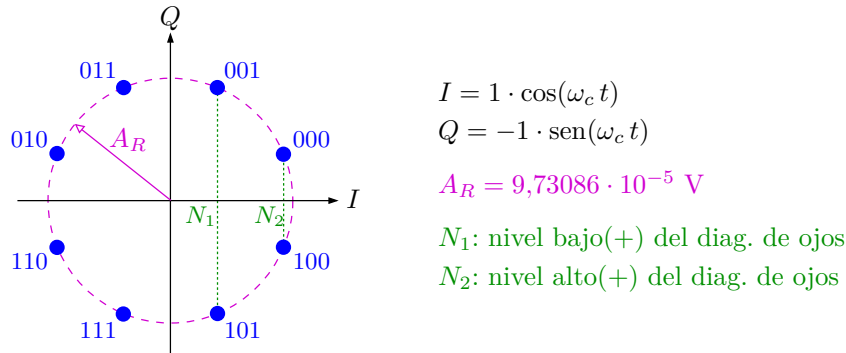 Q
011
001
010
A_R
000
I
N_1
N_2
110
100
111
101
I = 1 · cos(ω_c t)
Q = −1 · sen(ω_c t)
A_R = 9,73086 · 10^{−5} V
N_1: nivel bajo(+) del diag. de ojos
N_2: nivel alto(+) del diag. de ojos